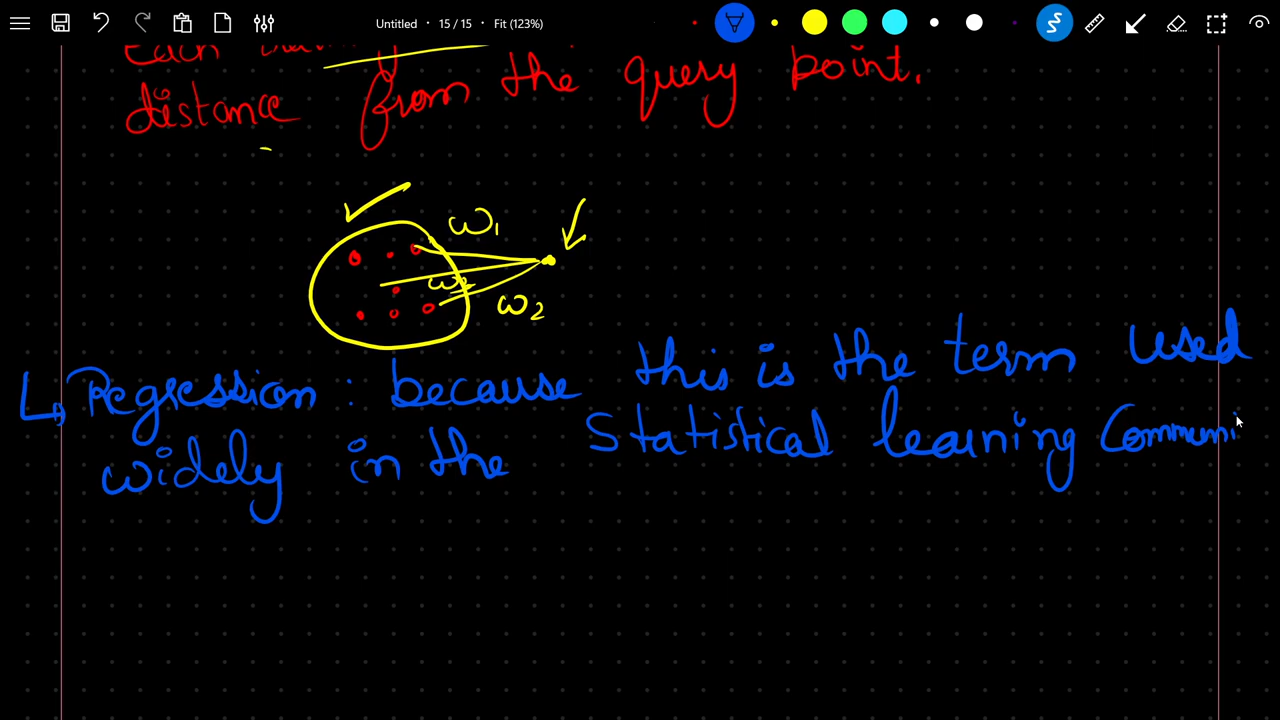 Untitled • 15 / 15 • Fit (123%)
Each
distance from the query point.
ω1
ω2
↳ Regression : because this is the term used
widely in the Statistical learning Communi